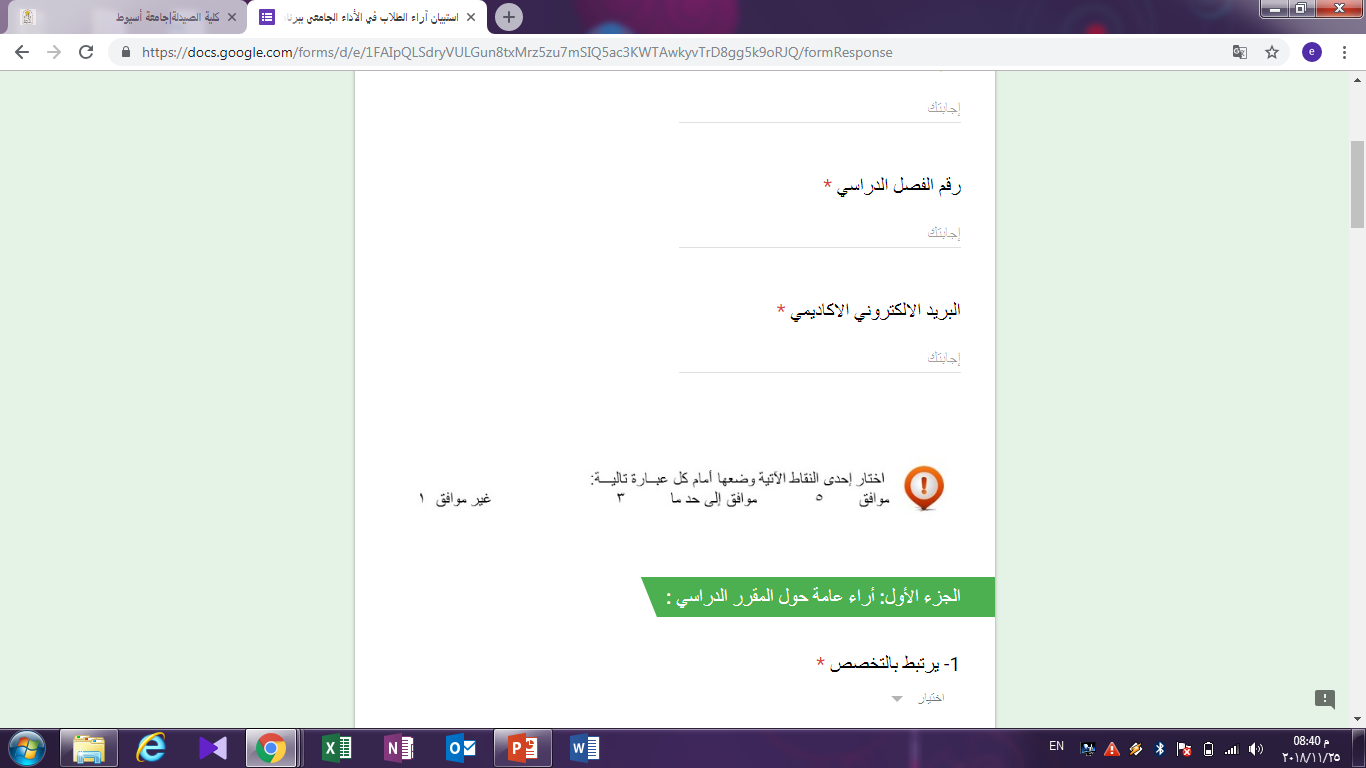 كلية الصيدلة|جامعة أسيوط
استبيان آراء الطلاب في الأداء الجامعي ببرنا
https://docs.google.com/forms/d/e/1FAIpQLSdryVULGun8txMrz5zu7mSIQ5ac3KWTAwkyvTrD8gg5k9oRJQ/formResponse
e
إجابتك
رقم الفصل الدراسي *
إجابتك
البريد الالكتروني الاكاديمي *
إجابتك
اختار إحدى النقاط الآتية وضعها أمام كل عبـــارة تاليـــة:
موافق ٥ موافق إلى حد ما ٣ غير موافق ١
الجزء الأول: أراء عامة حول المقرر الدراسي :
1- يرتبط بالتخصص *
اختيار
EN
08:40 م
٢٠١٨/١١/٢٥